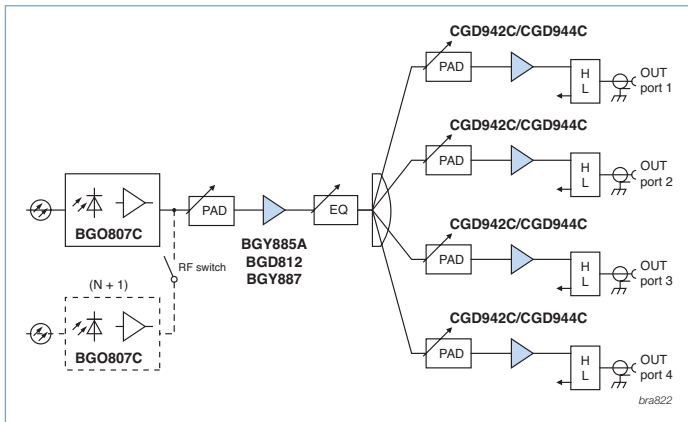 CGD942C/CGD944C
PAD
H
L
OUT
port 1
CGD942C/CGD944C
PAD
H
L
OUT
port 2
BGO807C
PAD
BGY885A
BGD812
BGY887
EQ
RF switch
(N + 1)
BGO807C
CGD942C/CGD944C
PAD
H
L
OUT
port 3
CGD942C/CGD944C
PAD
H
L
OUT
port 4
bra822